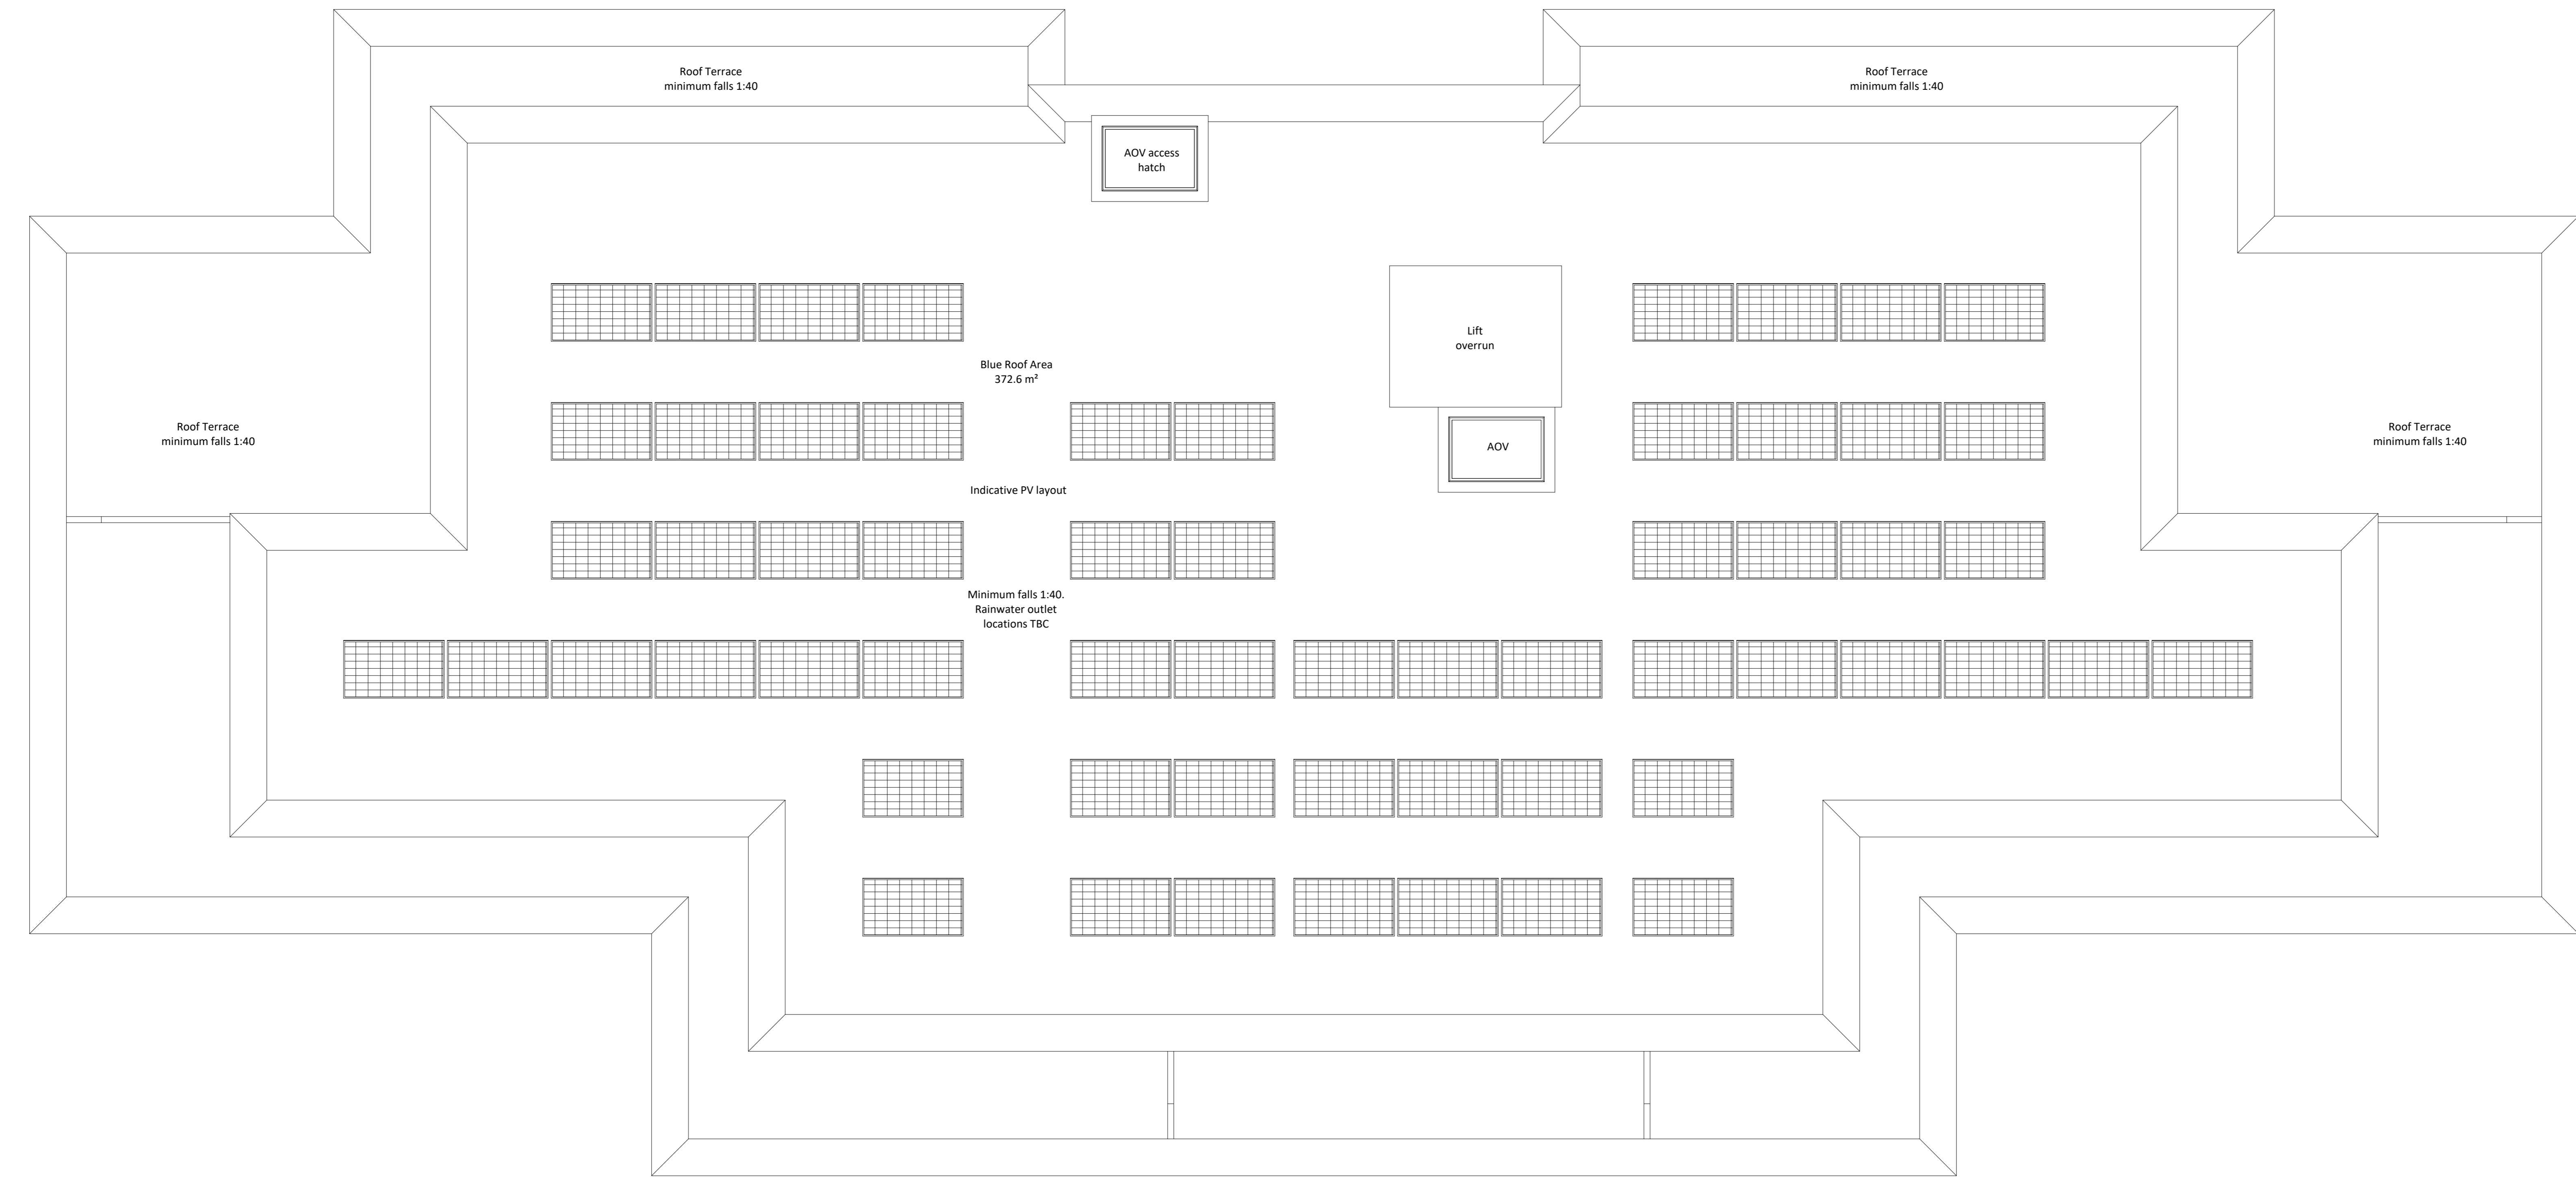 Roof Terrace
minimum falls 1:40
Roof Terrace
minimum falls 1:40
AOV access
hatch
Lift
overrun
Blue Roof Area
372.6 m²
Roof Terrace
minimum falls 1:40
AOV
Roof Terrace
minimum falls 1:40
Indicative PV layout
Minimum falls 1:40.
Rainwater outlet
locations TBC